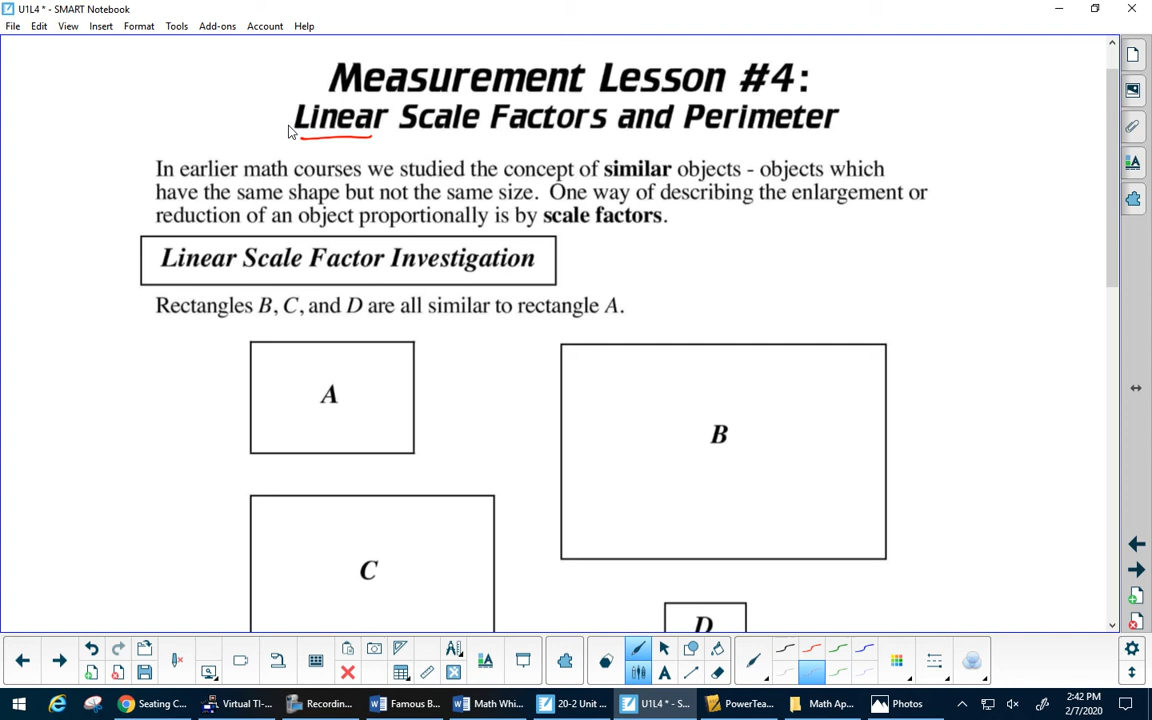 U1L4 * - SMART Notebook
File Edit View Insert Format Tools Add-ons Account Help
Measurement Lesson #4:
Linear Scale Factors and Perimeter
In earlier math courses we studied the concept of similar objects - objects which
have the same shape but not the same size. One way of describing the enlargement or
reduction of an object proportionally is by scale factors.
Linear Scale Factor Investigation
Rectangles B, C, and D are all similar to rectangle A.
A
B
C
D
Seating C... Virtual TI-... Recordin... Famous B... Math Whi... 20-2 Unit ... U1L4 * - S... PowerTea... Math Ap... Photos
2:42 PM
2/7/2020